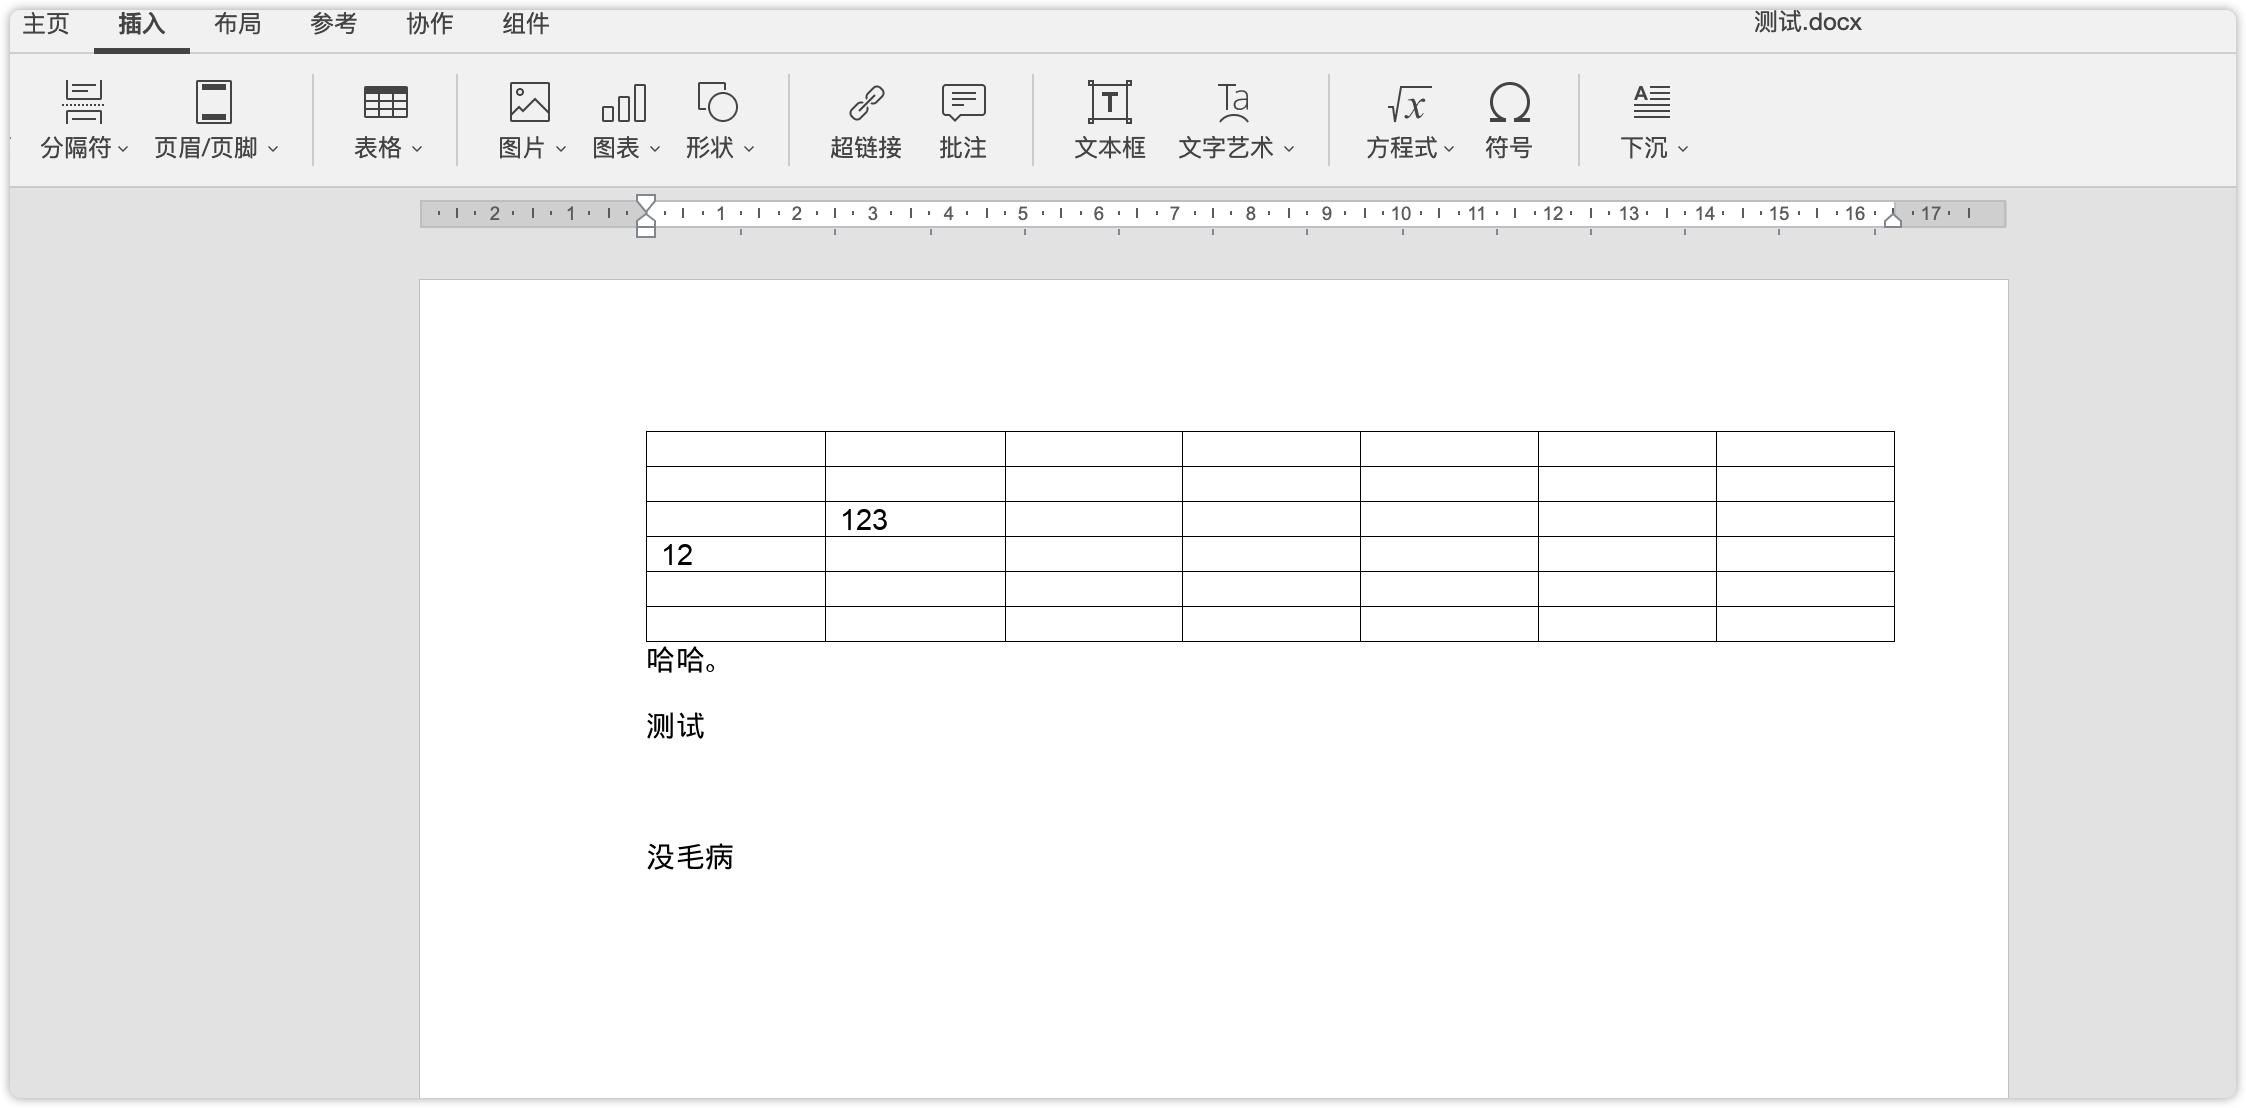 主页 插入 布局 参考 协作 组件 测试.docx
分隔符 页眉/页脚 表格 图片 图表 形状 超链接 批注 文本框 文字艺术 方程式 符号 下沉
2 1 1 2 3 4 5 6 7 8 9 10 11 12 13 14 15 16 17
123
12
哈哈。
测试
没毛病